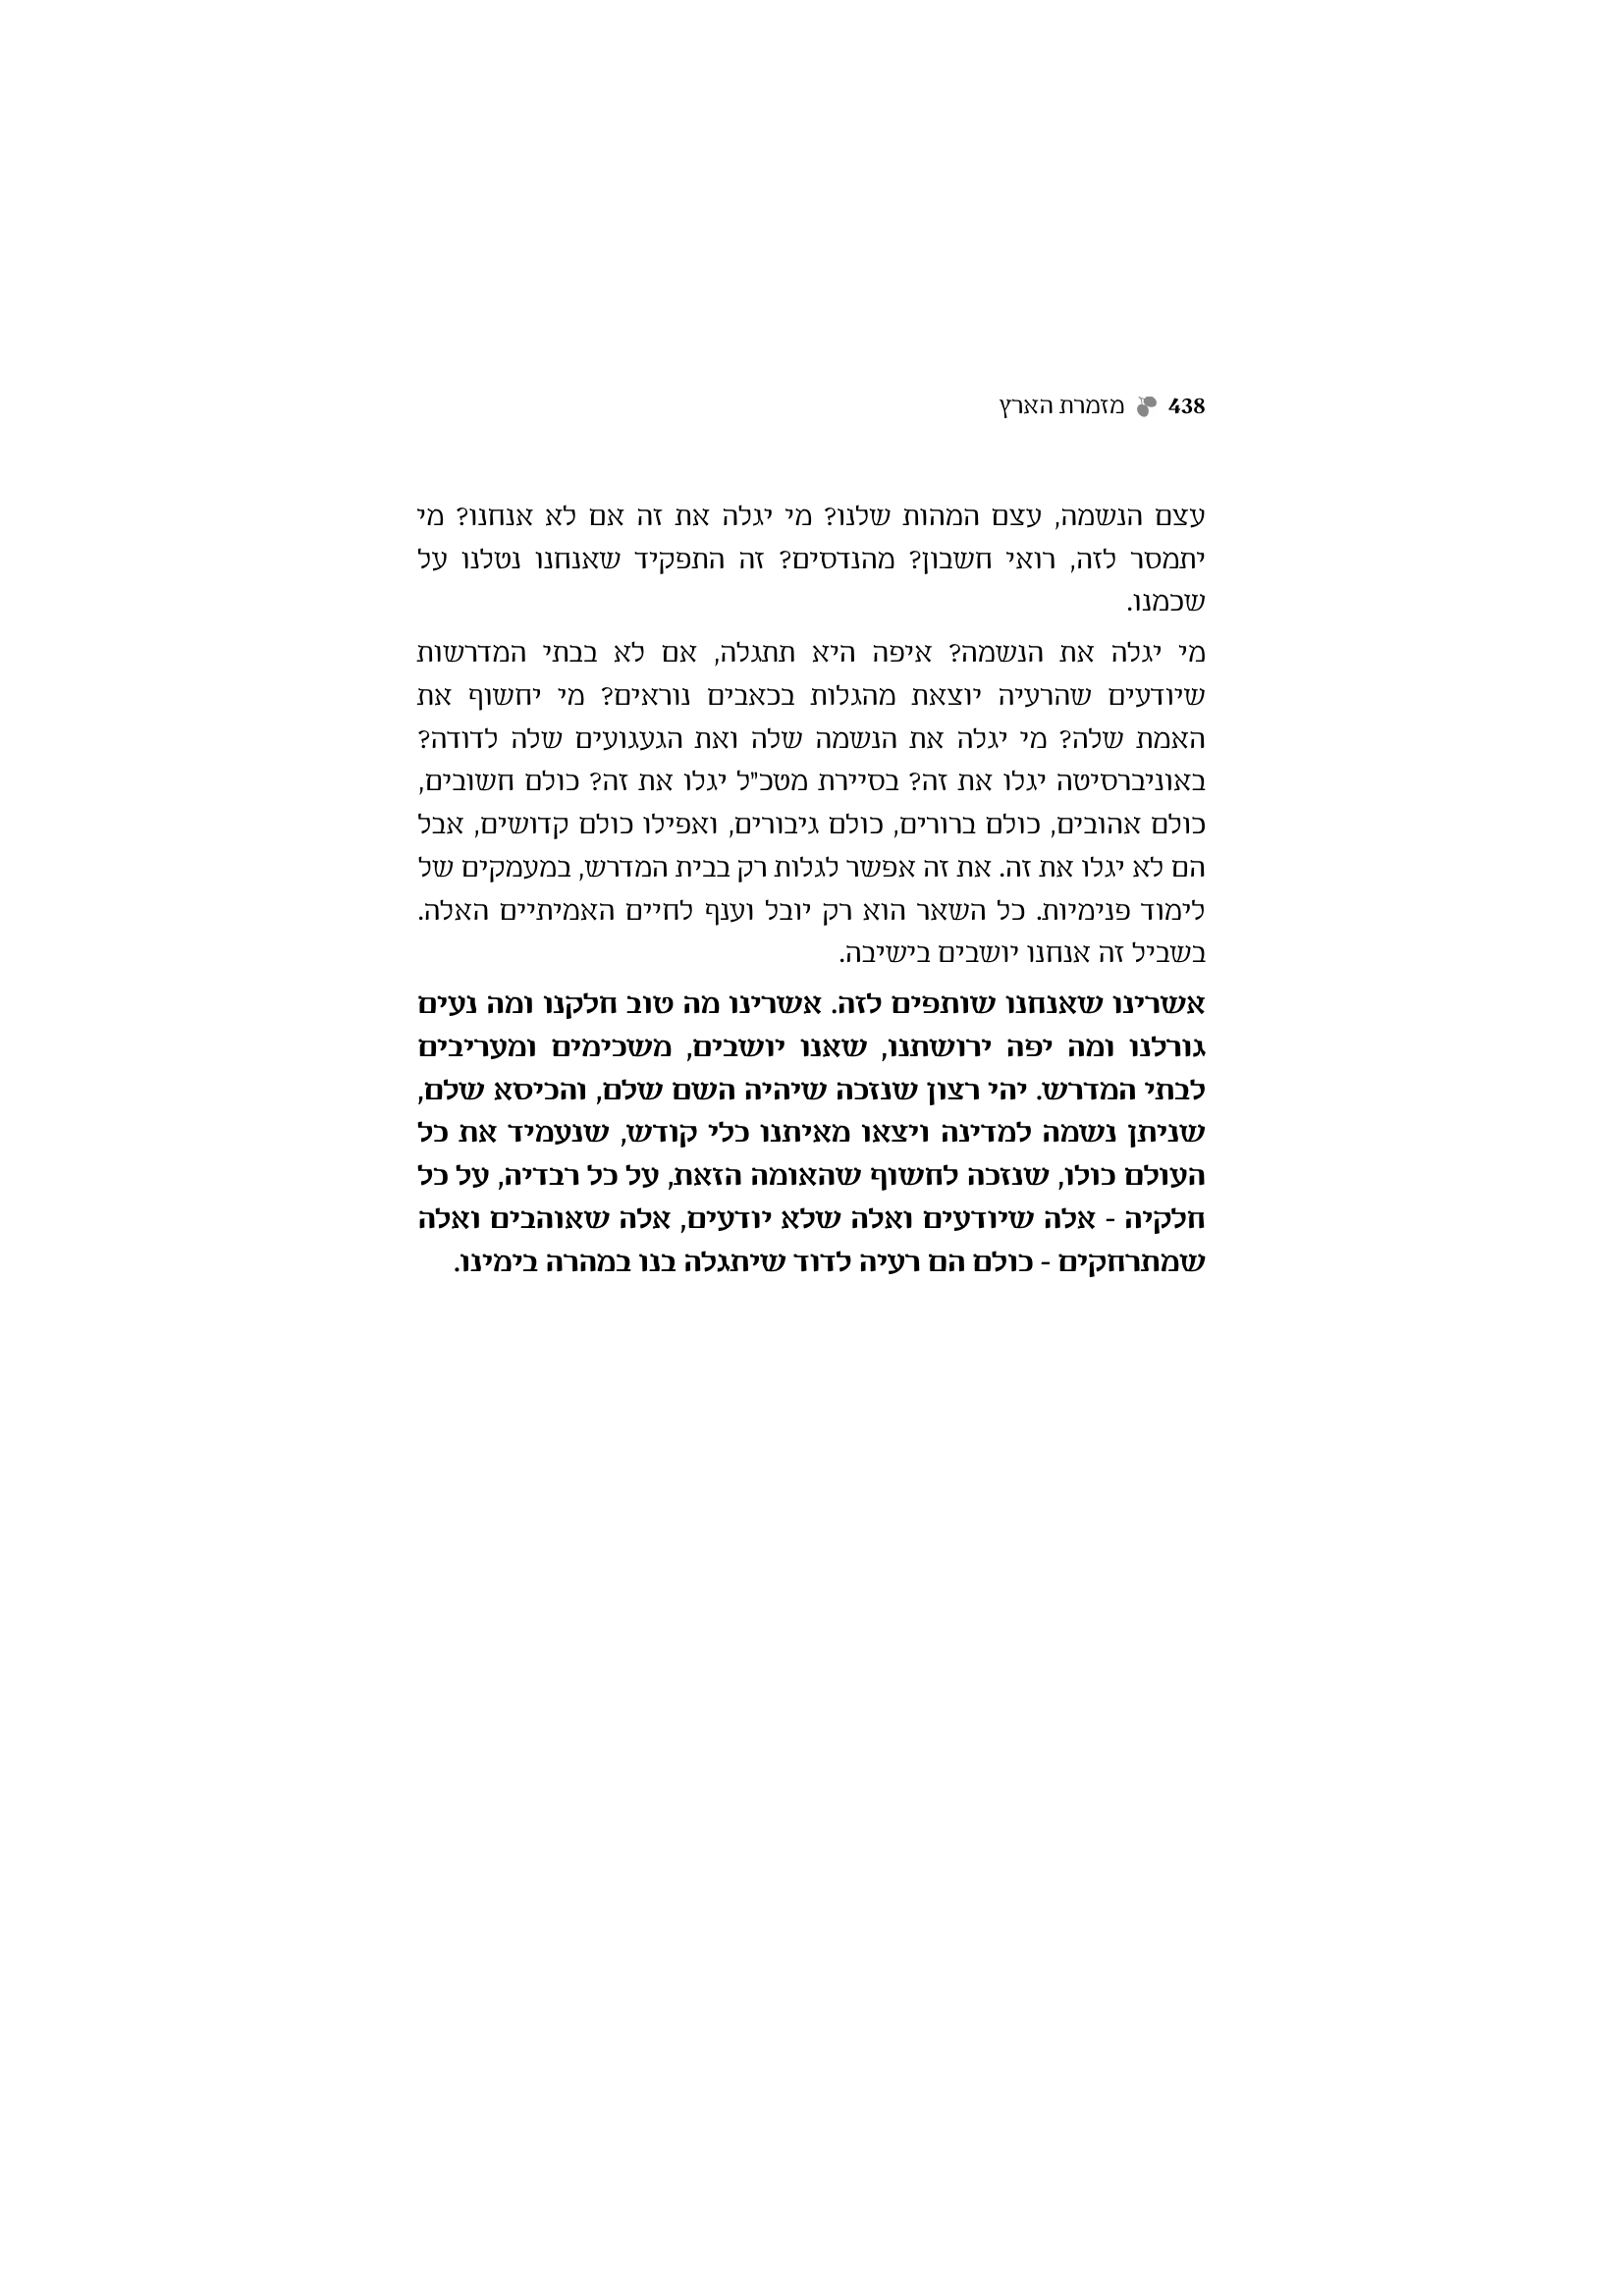 438 מזמרת הארץ
עצם הנשמה, עצם המהות שלנו? מי יגלה את זה אם לא אנחנו? מי
יתמסר לזה, רואי חשבון? מהנדסים? זה התפקיד שאנחנו נטלנו על
שכמנו.
מי יגלה את הנשמה? איפה היא תתגלה, אם לא בבתי המדרשות
שיודעים שהרעיה יוצאת מהגלות בכאבים נוראים? מי יחשוף את
האמת שלה? מי יגלה את הנשמה שלה ואת הגעגועים שלה לדודה?
באוניברסיטה יגלו את זה? בסיירת מטכ"ל יגלו את זה? כולם חשובים,
כולם אהובים, כולם ברורים, כולם גיבורים, ואפילו כולם קדושים, אבל
הם לא יגלו את זה. את זה אפשר לגלות רק בבית המדרש, במעמקים של
לימוד פנימיות. כל השאר הוא רק יובל וענף לחיים האמיתיים האלה.
בשביל זה אנחנו יושבים בישיבה.
אשרינו שאנחנו שותפים לזה. אשרינו מה טוב חלקנו ומה נעים
גורלנו ומה יפה ירושתנו, שאנו יושבים, משכימים ומעריבים
לבתי המדרש. יהי רצון שנזכה שיהיה השם שלם, והכיסא שלם,
שניתן נשמה למדינה ויצאו מאיתנו כלי קודש, שנעמיד את כל
העולם כולו, שנזכה לחשוף שהאומה הזאת, על כל רבדיה, על כל
חלקיה - אלה שיודעים ואלה שלא יודעים, אלה שאוהבים ואלה
שמתרחקים - כולם הם רעיה לדוד שיתגלה בנו במהרה בימינו.